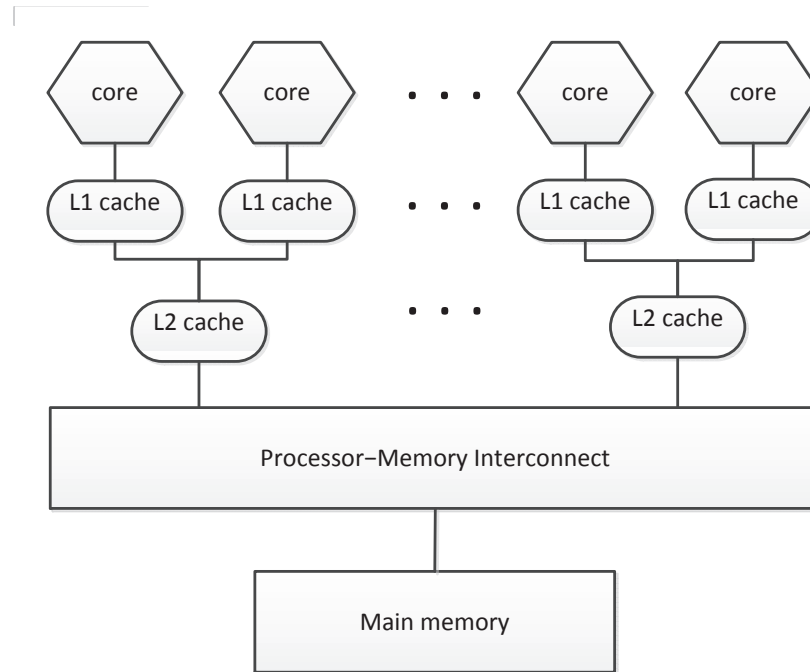 core core . . . core core
L1 cache L1 cache . . . L1 cache L1 cache
L2 cache . . . L2 cache
Processor–Memory Interconnect
Main memory